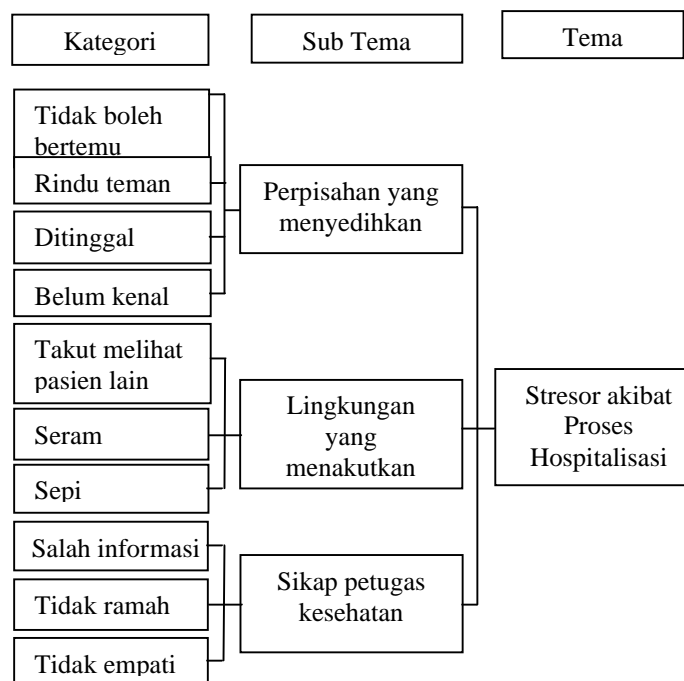 Kategori
Sub Tema
Tema
Tidak boleh
bertemu
Rindu teman
Ditinggal
Belum kenal
Perpisahan yang
menyedihkan
Takut melihat
pasien lain
Seram
Sepi
Lingkungan
yang
menakutkan
Salah informasi
Tidak ramah
Tidak empati
Sikap petugas
kesehatan
Stresor akibat
Proses
Hospitalisasi